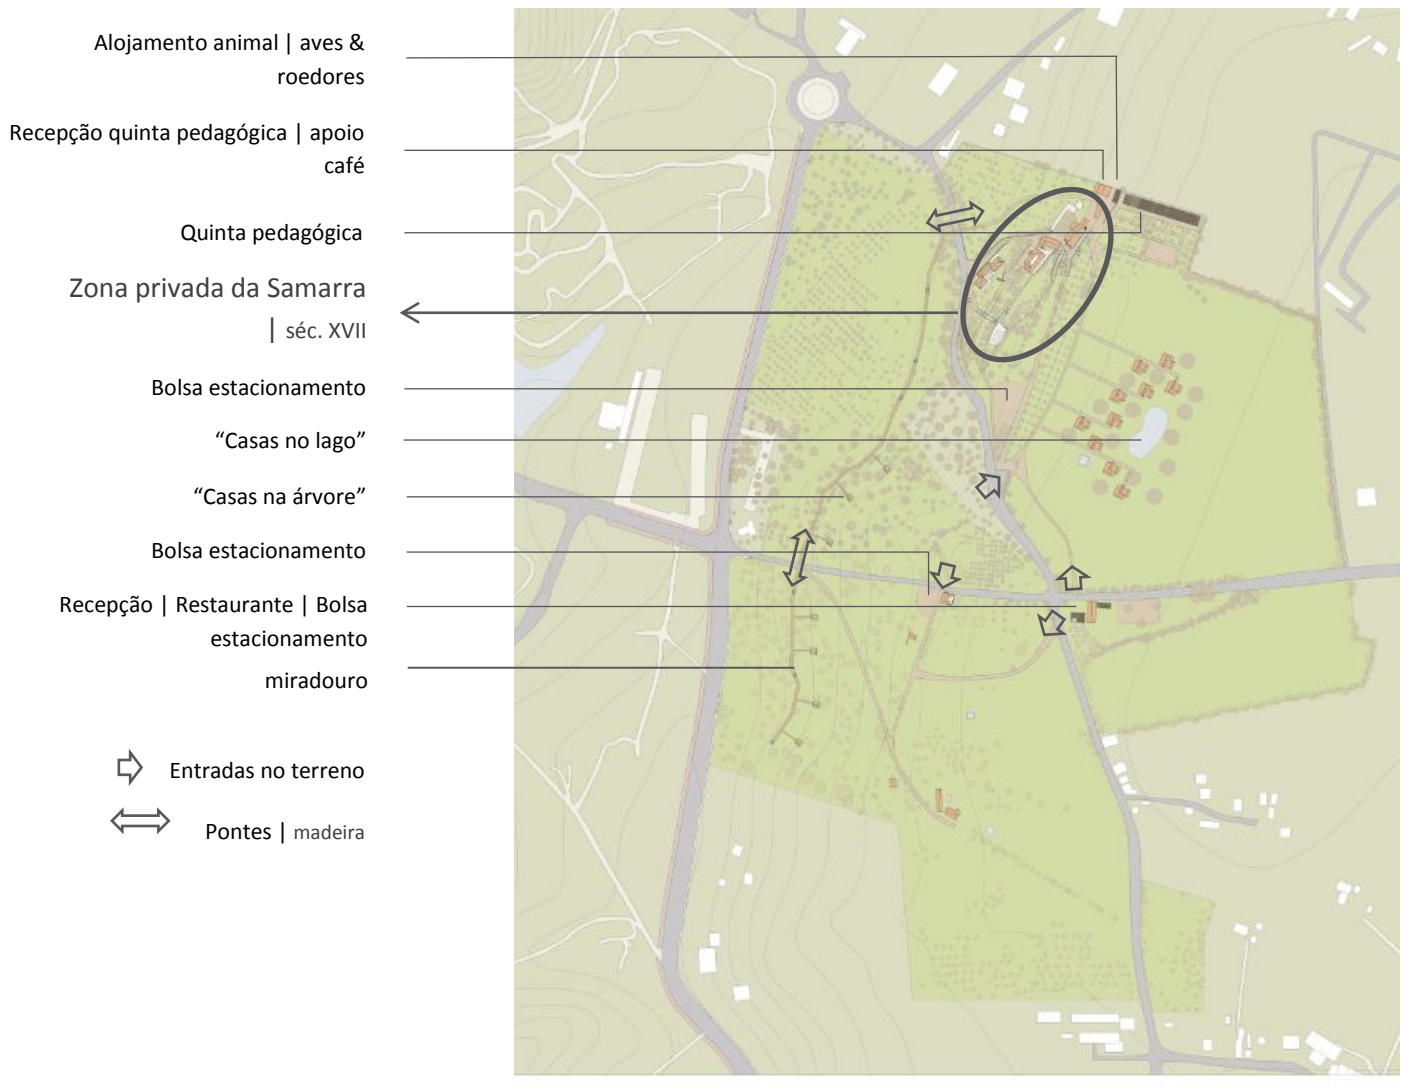 Alojamento animal | aves &
roedores
Recepção quinta pedagógica | apoio
café
Quinta pedagógica
Zona privada da Samarra
| séc. XVII
Bolsa estacionamento
“Casas no lago”
“Casas na árvore”
Bolsa estacionamento
Recepção | Restaurante | Bolsa
estacionamento
miradouro
Entradas no terreno
Pontes | madeira